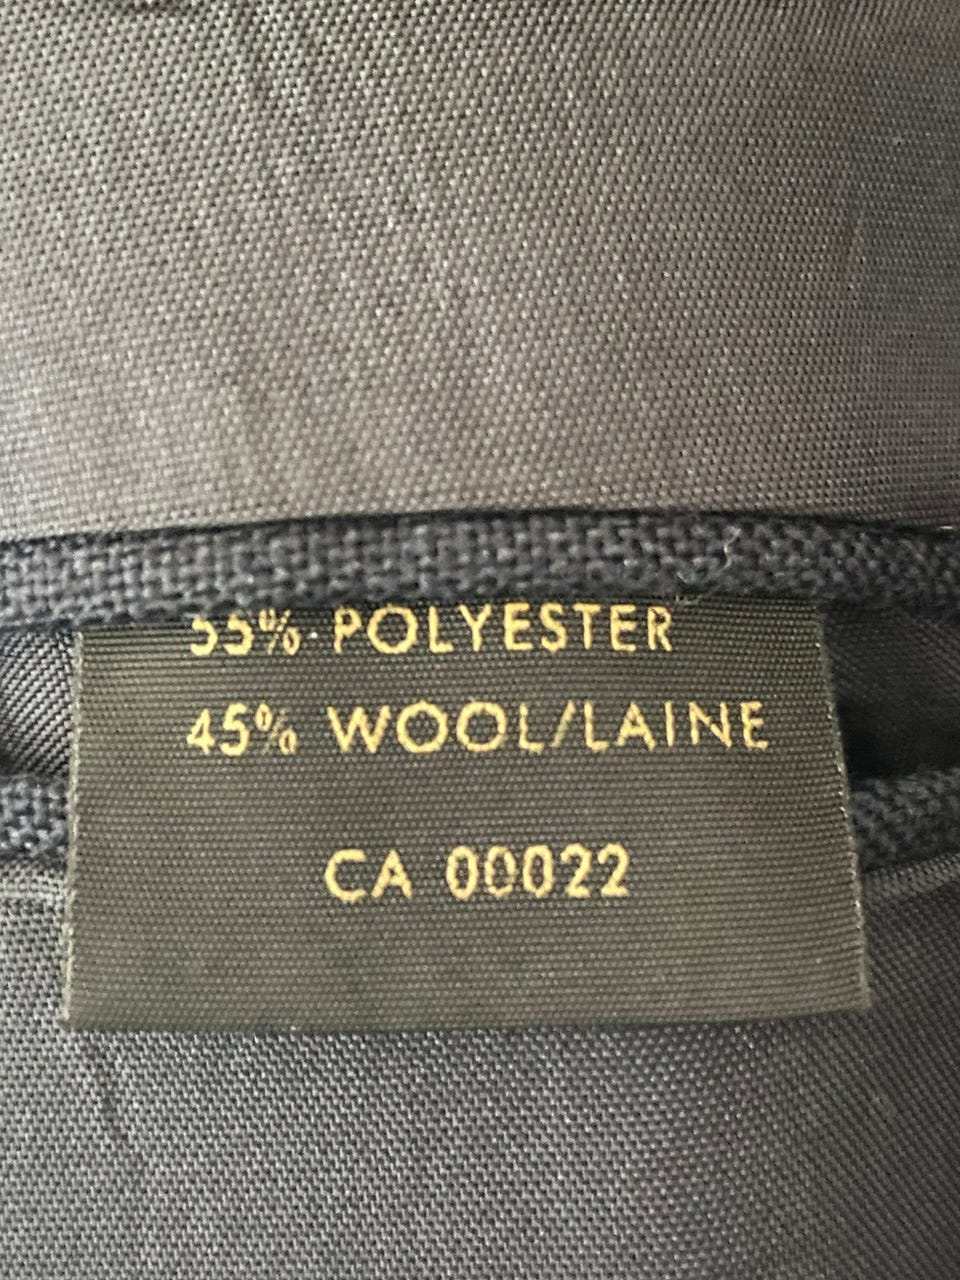 55% POLYESTER
45% WOOL/LAINE
CA 00022